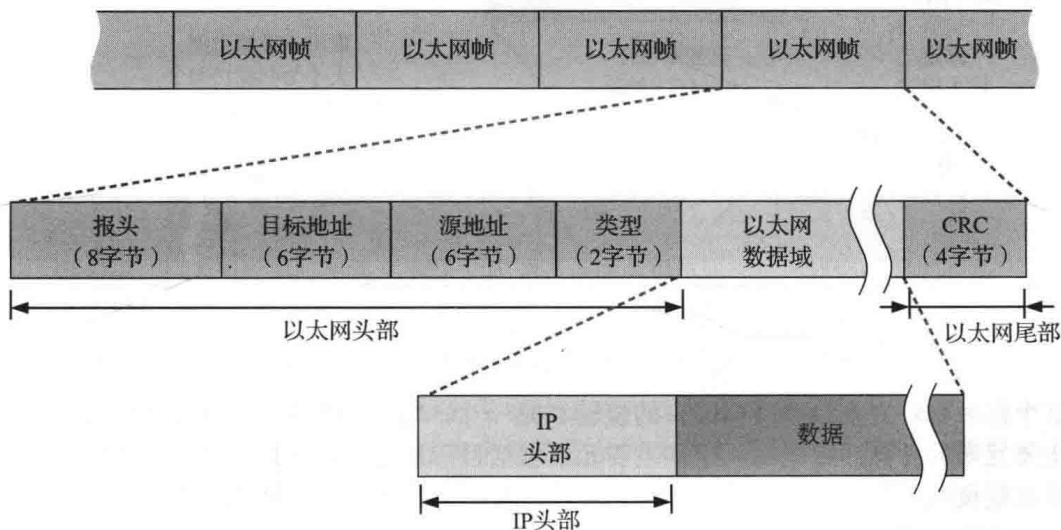 以太网帧 以太网帧 以太网帧 以太网帧 以太网帧
报头 目标地址 源地址 类型 以太网 CRC
(8字节) (6字节) (6字节) (2字节) 数据域 (4字节)
以太网头部 以太网尾部
IP 数据
头部
IP头部